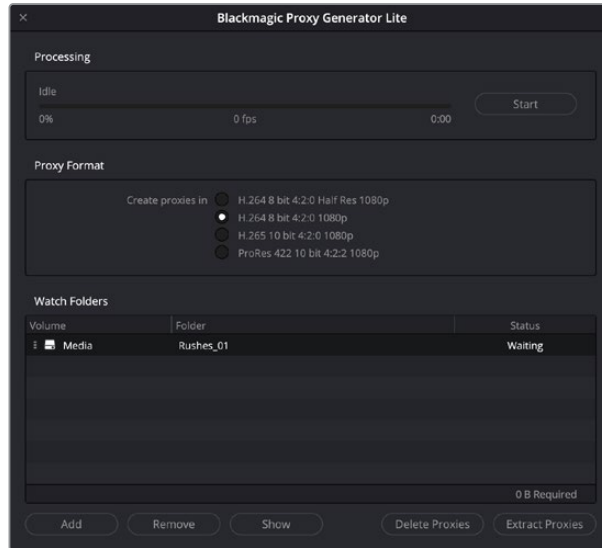 Blackmagic Proxy Generator Lite
Processing
Idle
Start
0% 0 fps 0:00
Proxy Format
Create proxies in H.264 8 bit 4:2:0 Half Res 1080p
H.264 8 bit 4:2:0 1080p
H.265 10 bit 4:2:0 1080p
ProRes 422 10 bit 4:2:2 1080p
Watch Folders
Volume Folder Status
Media Rushes_01 Waiting
0 B Required
Add Remove Show Delete Proxies Extract Proxies